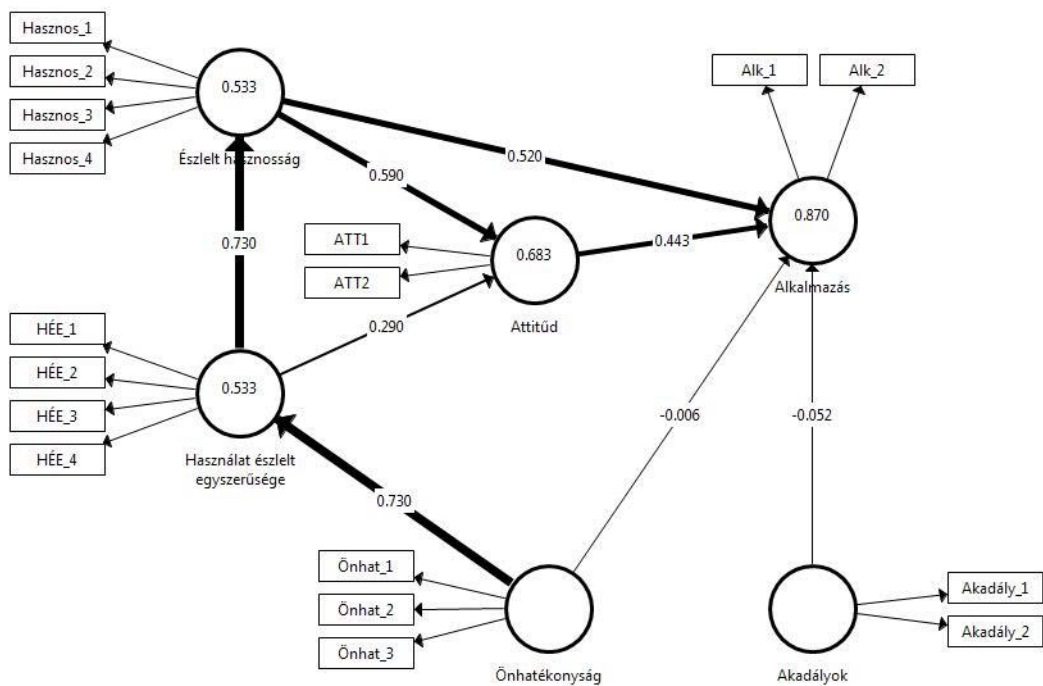 Hasznos_1
Hasznos_2
Hasznos_3
Hasznos_4
0.533
Észlelt hasznosság
Alk_1
Alk_2
0.520
0.590
0.870
Alkalmazás
0.730
ATT1
ATT2
0.683
Attitűd
0.443
0.290
HÉE_1
HÉE_2
HÉE_3
HÉE_4
0.533
Használat észlelt
egyszerűsége
-0.006
-0.052
0.730
Önhat_1
Önhat_2
Önhat_3
Önhatékonyság
Akadály_1
Akadály_2
Akadályok